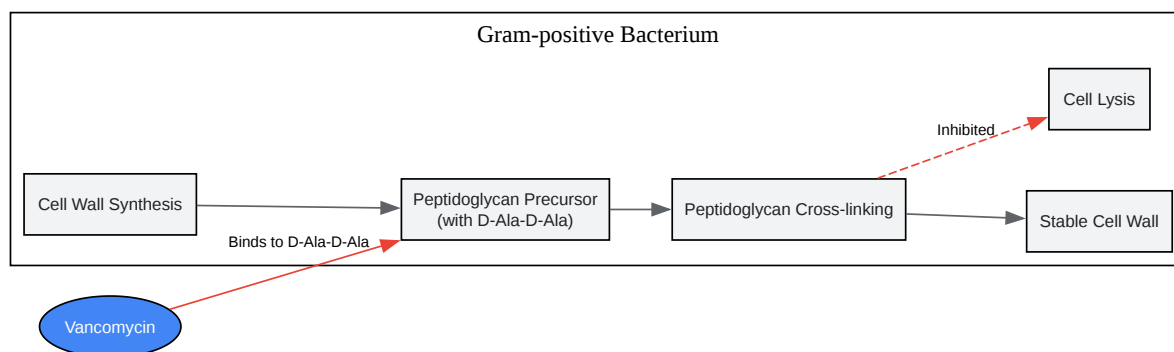 Gram-positive Bacterium
Cell Lysis
Inhibited
Cell Wall Synthesis
Peptidoglycan Precursor
(with D-Ala-D-Ala)
Peptidoglycan Cross-linking
Stable Cell Wall
Binds to D-Ala-D-Ala
Vancomycin